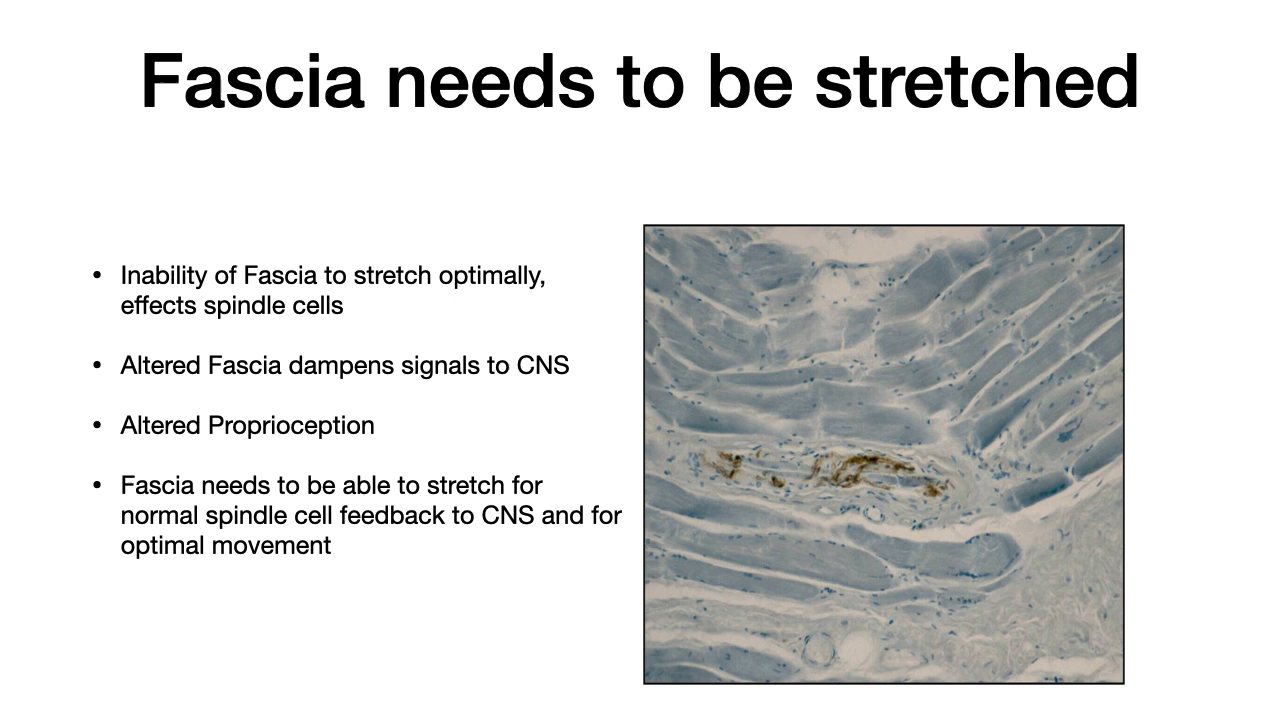 Fascia needs to be stretched
• Inability of Fascia to stretch optimally,
effects spindle cells
• Altered Fascia dampens signals to CNS
• Altered Proprioception
• Fascia needs to be able to stretch for
normal spindle cell feedback to CNS and for
optimal movement